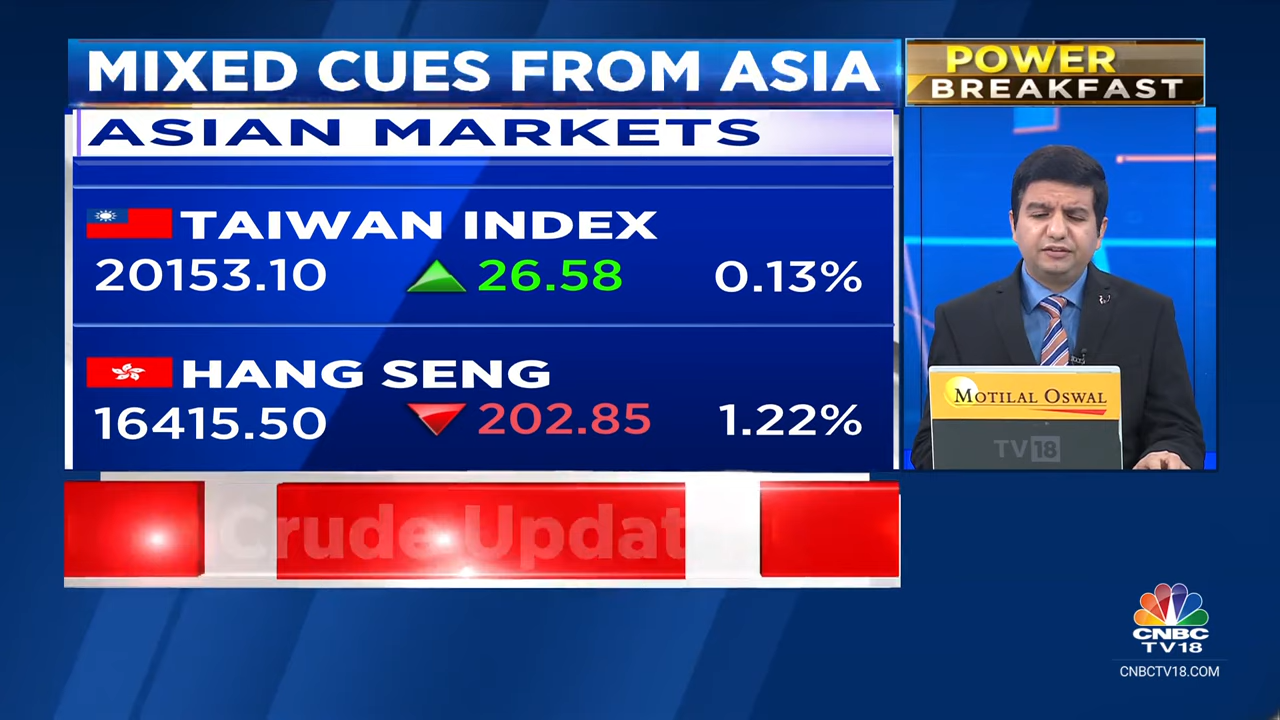 MIXED CUES FROM ASIA
POWER
BREAKFAST
ASIAN MARKETS
TAIWAN INDEX
20153.10 26.58 0.13%
HANG SENG
16415.50 202.85 1.22%
MOTILAL OSWAL
TV18
Crude
CNBC
TV18
CNBCTV18.COM